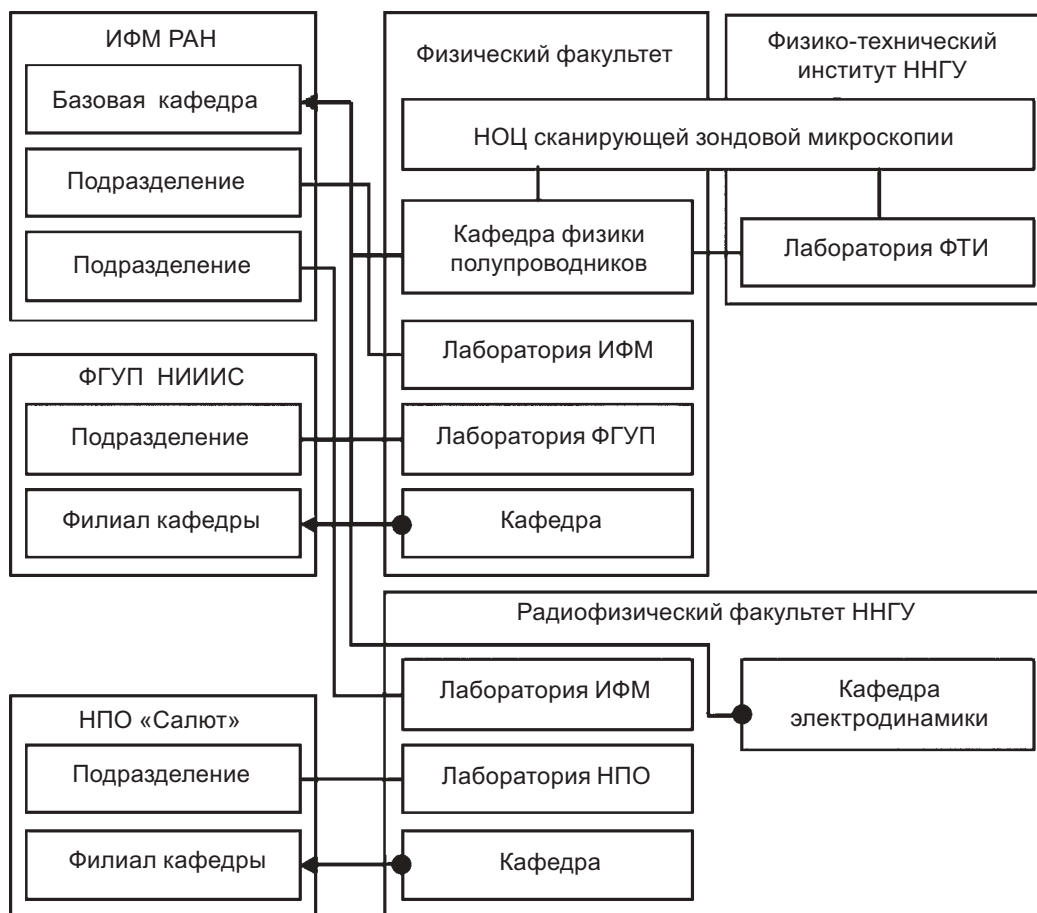 ИФМ РАН
Базовая кафедра
Подразделение
Подразделение
Физический факультет
Физико-технический
институт ННГУ
НОЦ сканирующей зондовой микроскопии
Кафедра физики
полупроводников
Лаборатория ФТИ
Лаборатория ИФМ
Лаборатория ФГУП
Кафедра
ФГУП НИИИС
Подразделение
Филиал кафедры
Радиофизический факультет ННГУ
Лаборатория ИФМ
Кафедра
электродинамики
Лаборатория НПО
Кафедра
НПО «Салют»
Подразделение
Филиал кафедры